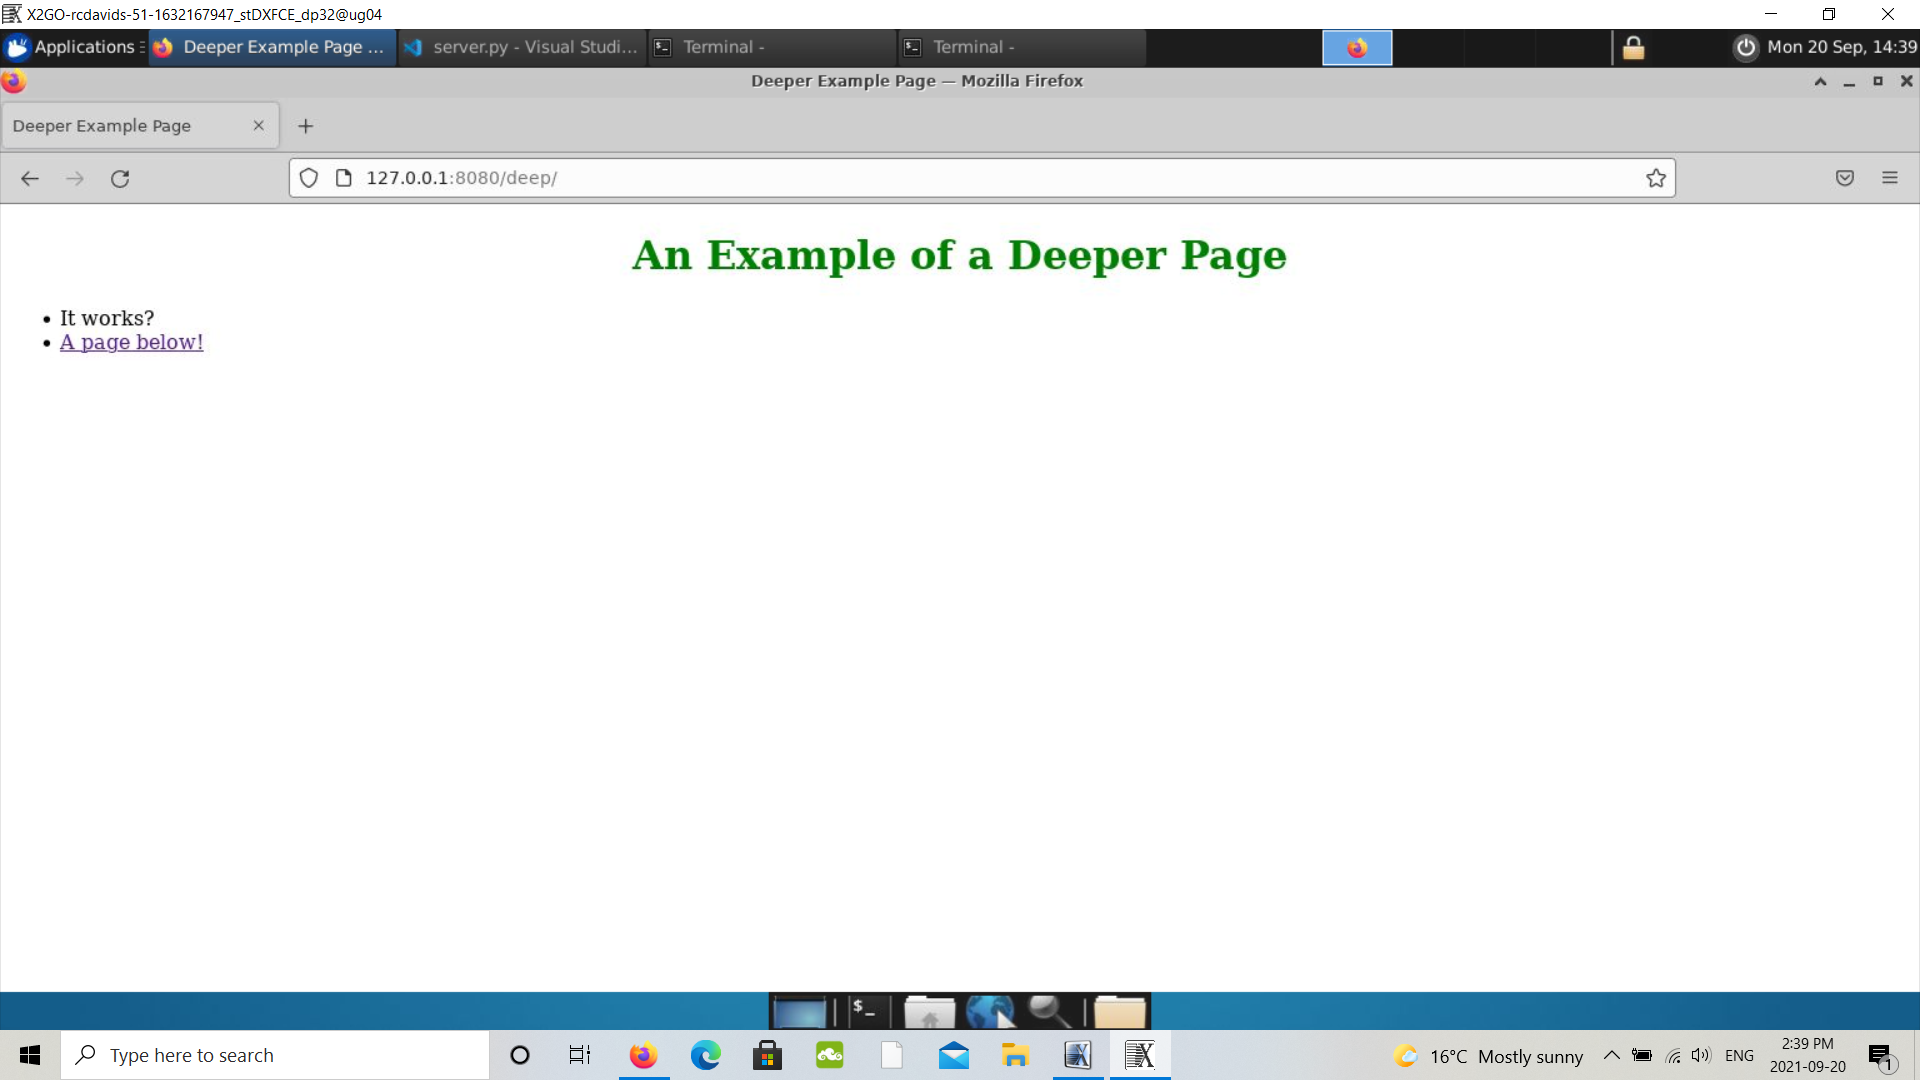 X2GO-rcdavids-51-1632167947_stDXFCE_dp32@ug04
Applications
Deeper Example Page ...
server.py - Visual Studi...
Terminal -
Terminal -
Mon 20 Sep, 14:39
Deeper Example Page — Mozilla Firefox
Deeper Example Page
127.0.0.1:8080/deep/
An Example of a Deeper Page
• It works?
• A page below!
$_
Type here to search
16°C Mostly sunny
ENG
2:39 PM
2021-09-20
1